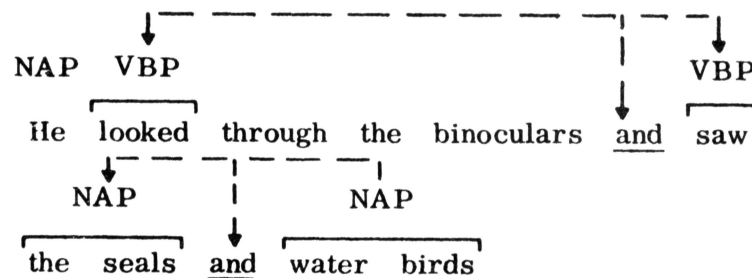 NAP VBP VBP
He looked through the binoculars and saw
NAP NAP
the seals and water birds